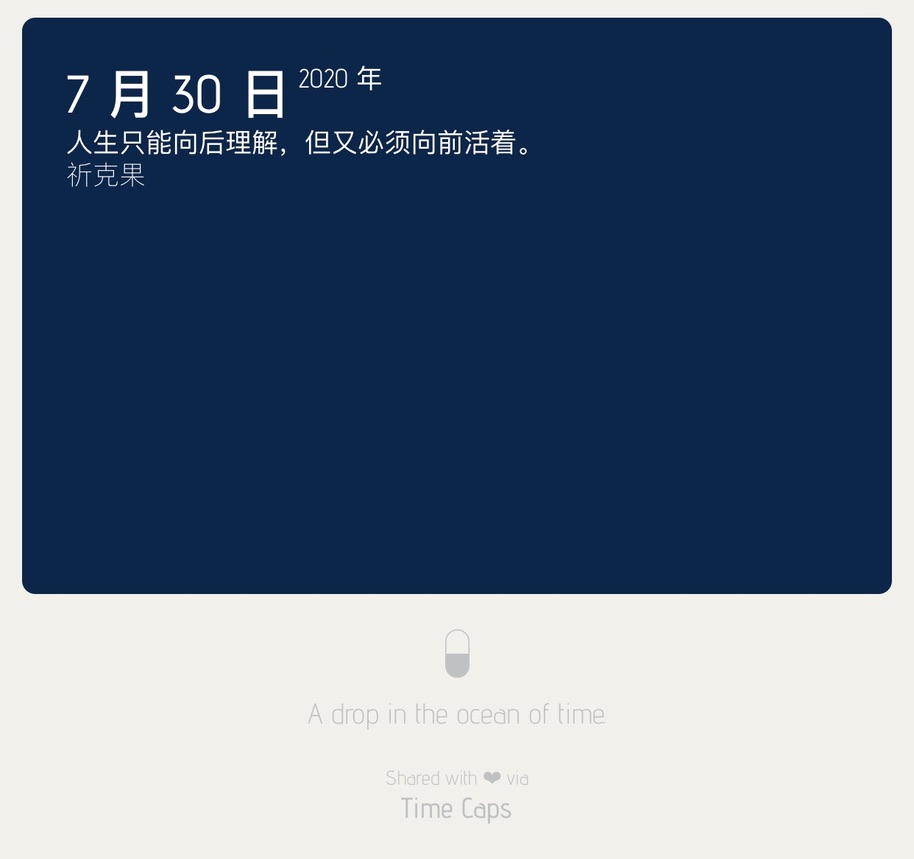 7 月 30 日 2020 年
人生只能向后理解，但又必须向前活着。
祈克果
A drop in the ocean of time
Shared with ❤ via
Time Caps